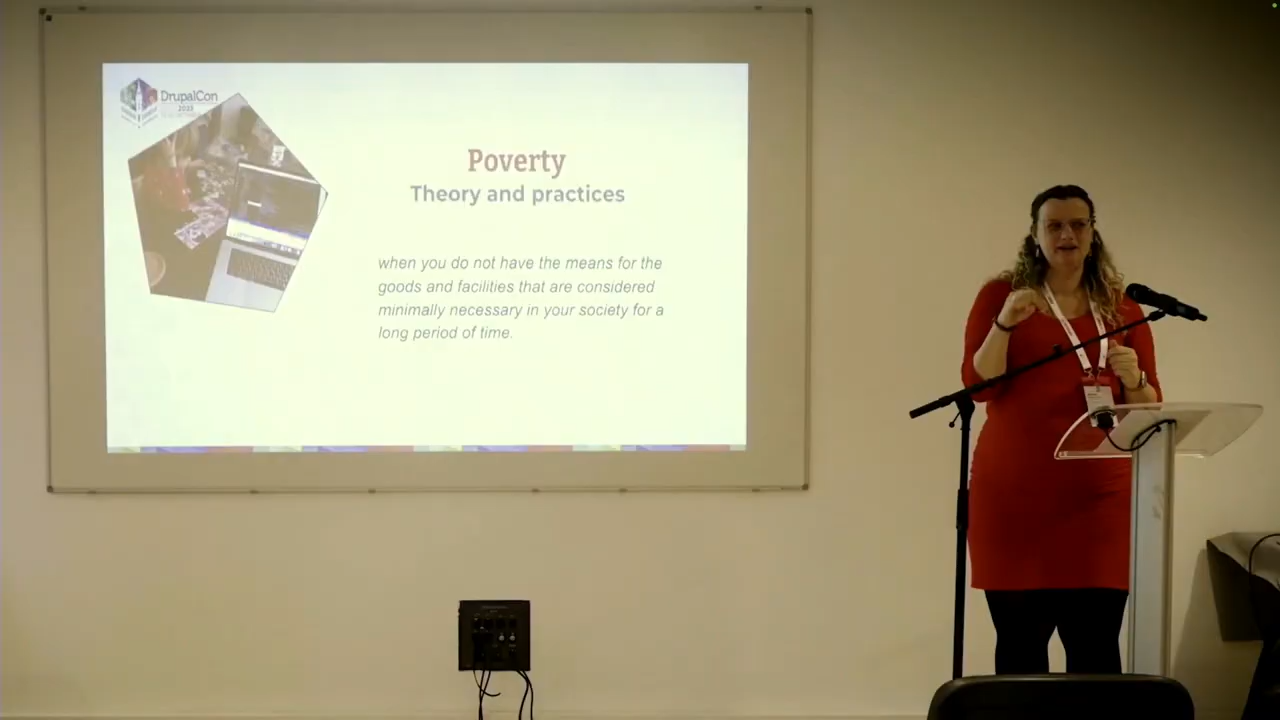 DrupalCon
2023
Poverty
Theory and practices
when you do not have the means for the
goods and facilities that are considered
minimally necessary in your society for a
long period of time.